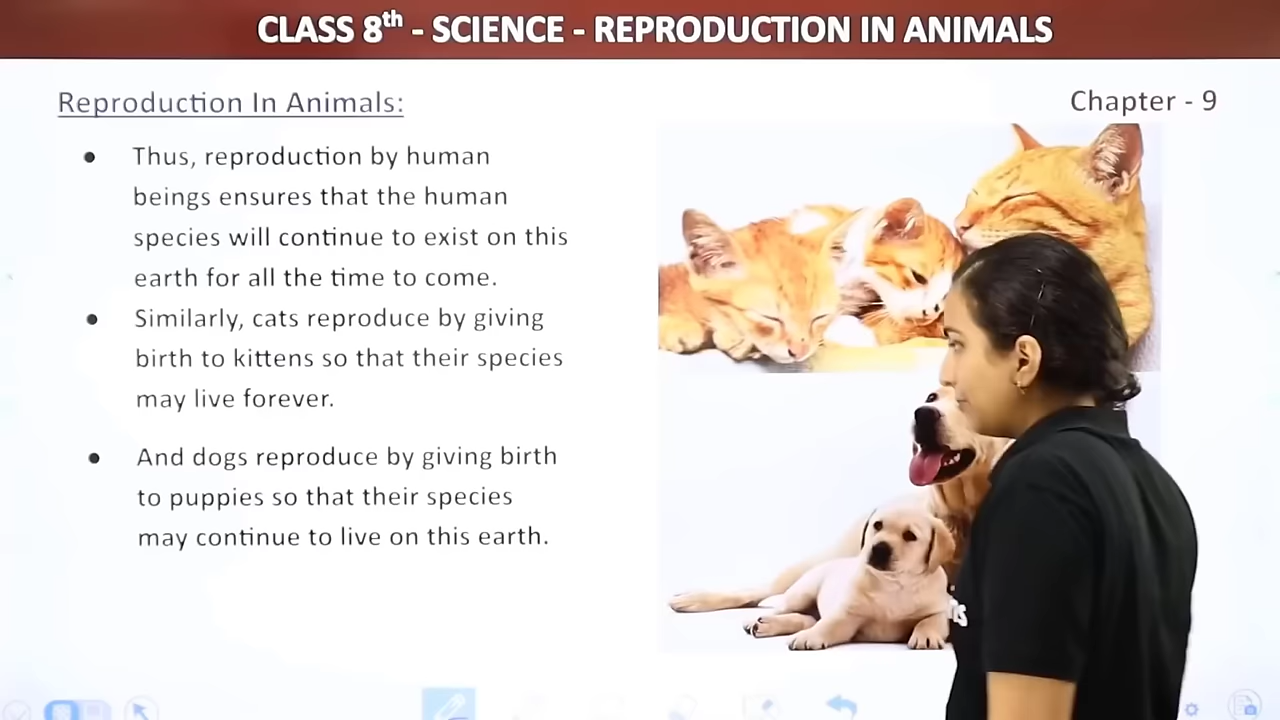 CLASS 8th - SCIENCE - REPRODUCTION IN ANIMALS
Reproduction In Animals:
Chapter - 9
● Thus, reproduction by human
beings ensures that the human
species will continue to exist on this
earth for all the time to come.
● Similarly, cats reproduce by giving
birth to kittens so that their species
may live forever.
● And dogs reproduce by giving birth
to puppies so that their species
may continue to live on this earth.